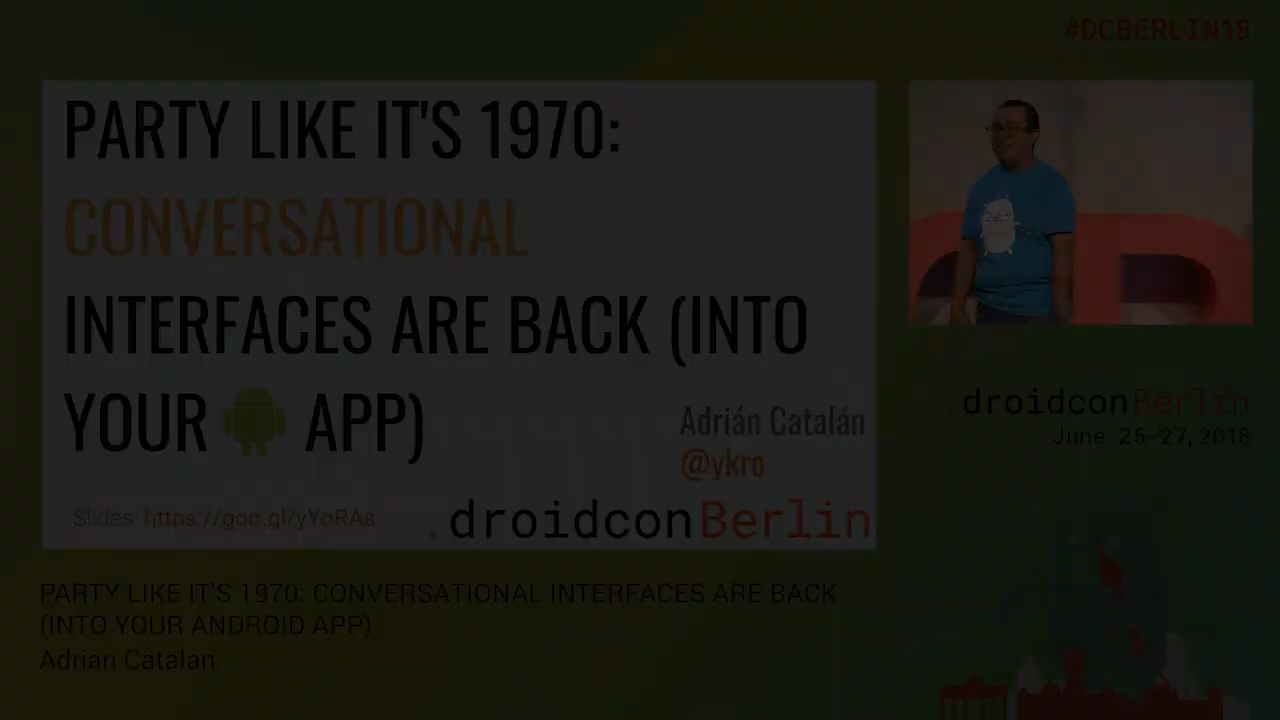 #DCBERLIN18
PARTY LIKE IT'S 1970:
CONVERSATIONAL
INTERFACES ARE BACK (INTO
YOUR APP)
Adrián Catalán
@ykro
Slides: https://goo.gl/yYoRAs
.droidconBerlin
droidconBerlin
June 25-27, 2018
PARTY LIKE IT'S 1970: CONVERSATIONAL INTERFACES ARE BACK
(INTO YOUR ANDROID APP)
Adrian Catalan